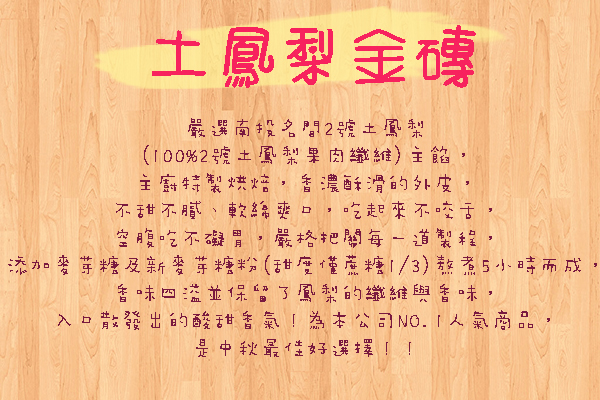 土鳳梨金磚
嚴選南投名間2號土鳳梨
(100%2號土鳳梨果肉纖維)主餡,
主廚特製烘焙,香濃酥滑的外皮,
不甜不膩、軟綿爽口,吃起來不咬舌,
空腹吃不礙胃,嚴格把關每一道製程,
添加麥芽糖及新麥芽糖粉(甜度僅蔗糖1/3)熬煮5小時而成,
香味四溢並保留了鳳梨的纖維與香味,
入口散發出的酸甜香氣!為本公司NO.1人氣商品,
是中秋最佳好選擇!!